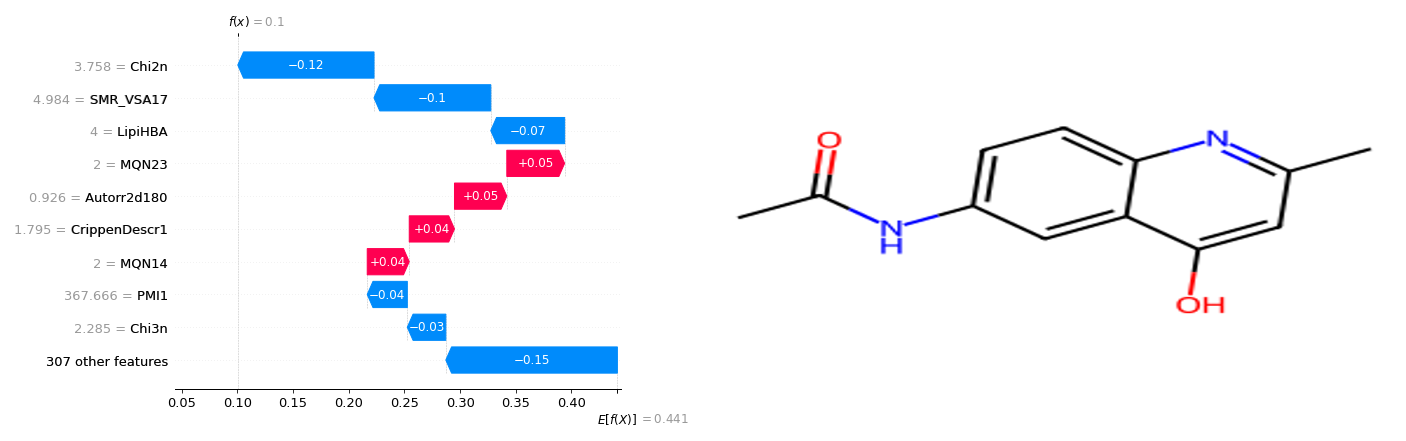 f(x) = 0.1
3.758 = Chi2n
−0.12
4.984 = SMR_VSA17
−0.1
4 = LipiHBA
−0.07
2 = MQN23
+0.05
0.926 = Autorr2d180
+0.05
1.795 = CrippenDescr1
+0.04
2 = MQN14
+0.04
367.666 = PMI1
−0.04
2.285 = Chi3n
−0.03
307 other features
−0.15
0.05 0.10 0.15 0.20 0.25 0.30 0.35 0.40
E[f(X)] = 0.441
O
N
H
N
OH